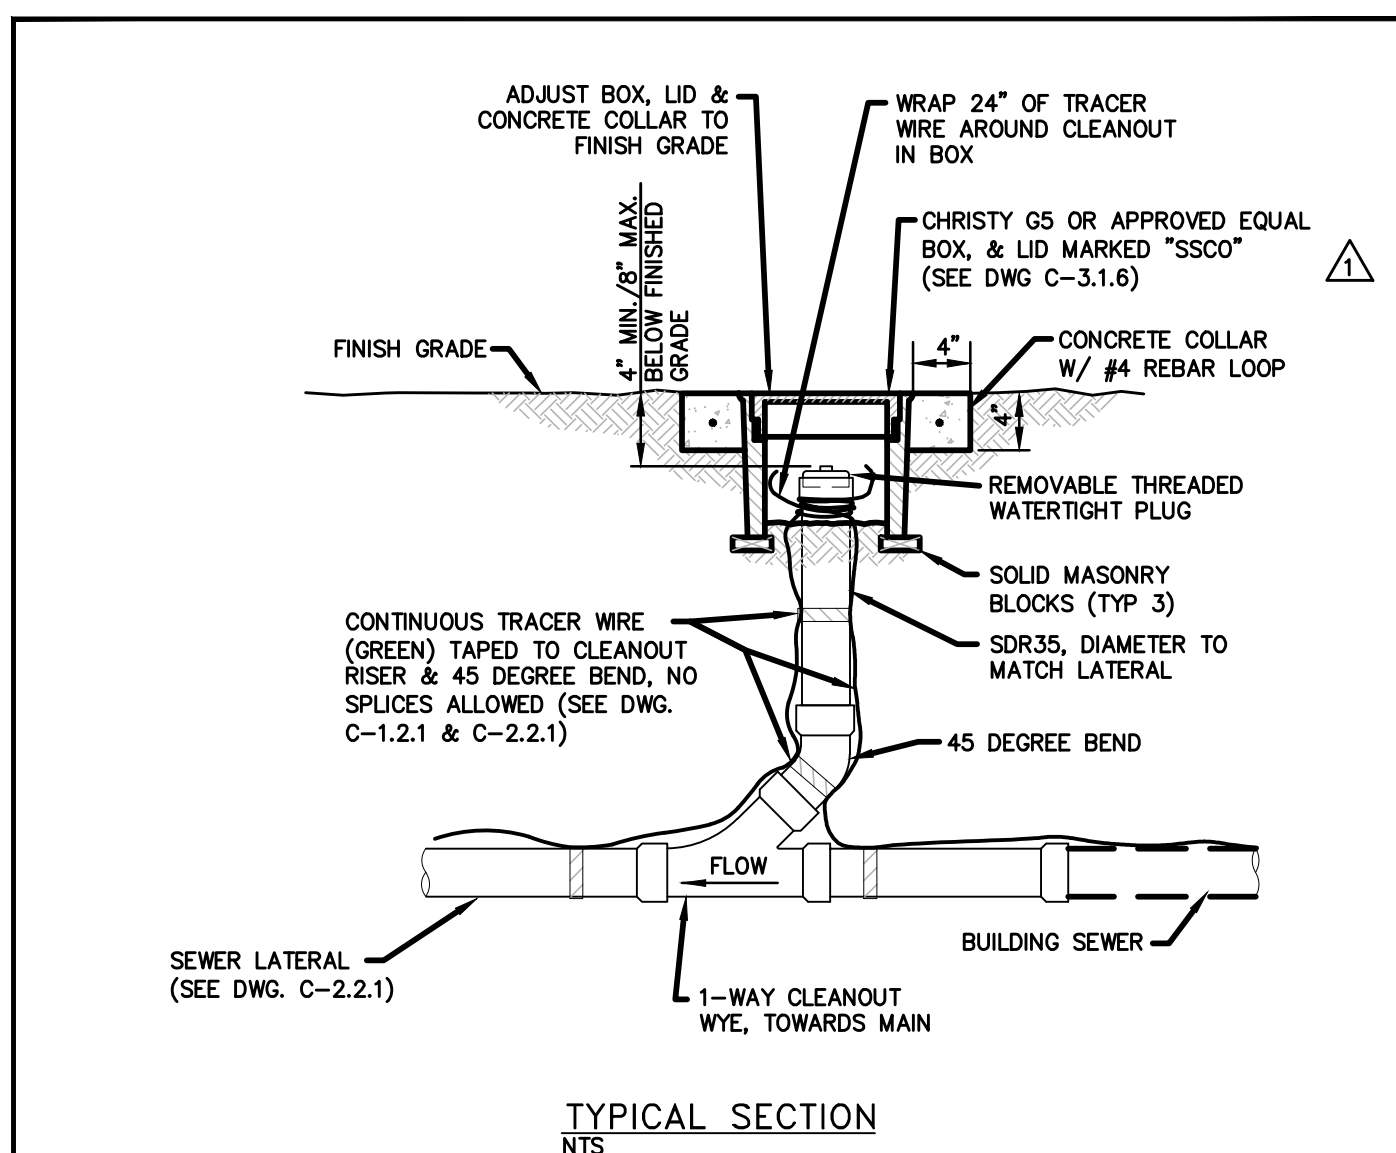 ADJUST BOX, LID &
CONCRETE COLLAR TO
FINISH GRADE
WRAP 24" OF TRACER
WIRE AROUND CLEANOUT
IN BOX
4" MIN./8" MAX.
BELOW FINISHED
GRADE
CHRISTY G5 OR APPROVED EQUAL
BOX, & LID MARKED "SSCO"
(SEE DWG C-3.1.6)
1
FINISH GRADE
4"
CONCRETE COLLAR
W/ #4 REBAR LOOP
4"
REMOVABLE THREADED
WATERTIGHT PLUG
SOLID MASONRY
BLOCKS (TYP 3)
CONTINUOUS TRACER WIRE
(GREEN) TAPED TO CLEANOUT
RISER & 45 DEGREE BEND, NO
SPLICES ALLOWED (SEE DWG.
C-1.2.1 & C-2.2.1)
SDR35, DIAMETER TO
MATCH LATERAL
45 DEGREE BEND
FLOW
BUILDING SEWER
SEWER LATERAL
(SEE DWG. C-2.2.1)
1-WAY CLEANOUT
WYE, TOWARDS MAIN
TYPICAL SECTION
NTS